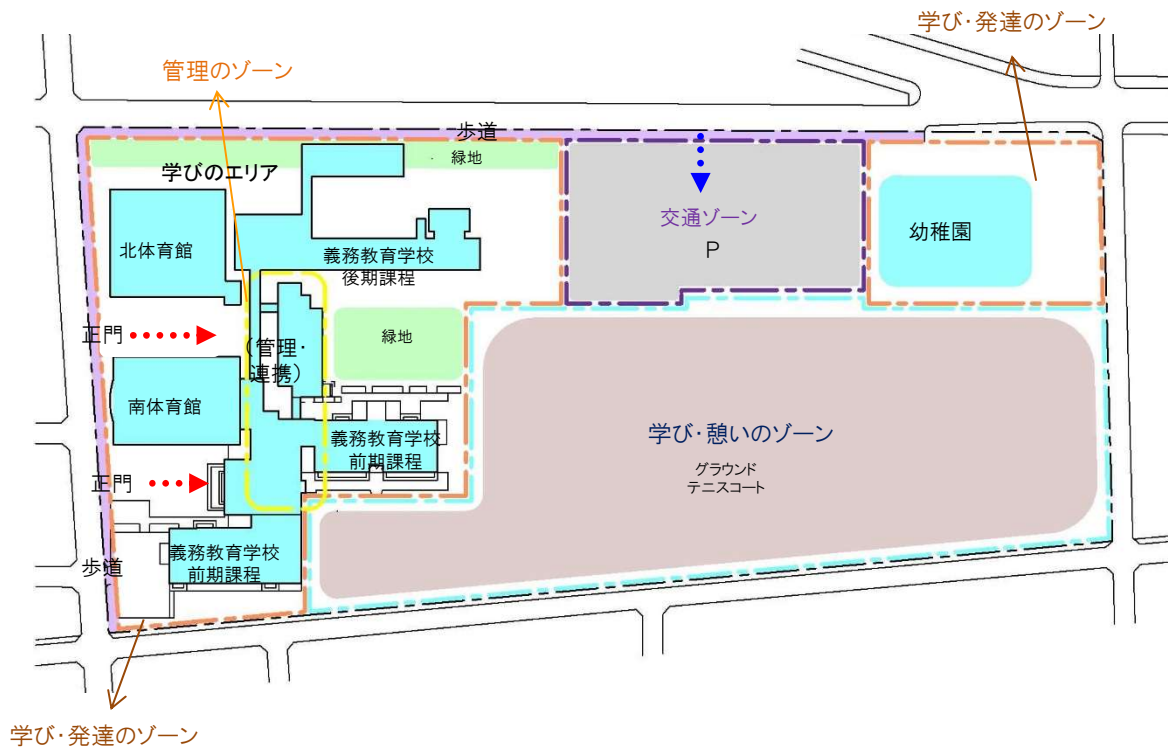 学び・発達のゾーン
管理のゾーン
歩道
緑地
学びのエリア
交通ゾーン
P
幼稚園
北体育館
義務教育学校
後期課程
正門
(管理・
連携)
緑地
南体育館
義務教育学校
前期課程
学び・憩いのゾーン
グラウンド
テニスコート
正門
義務教育学校
前期課程
歩道
学び・発達のゾーン